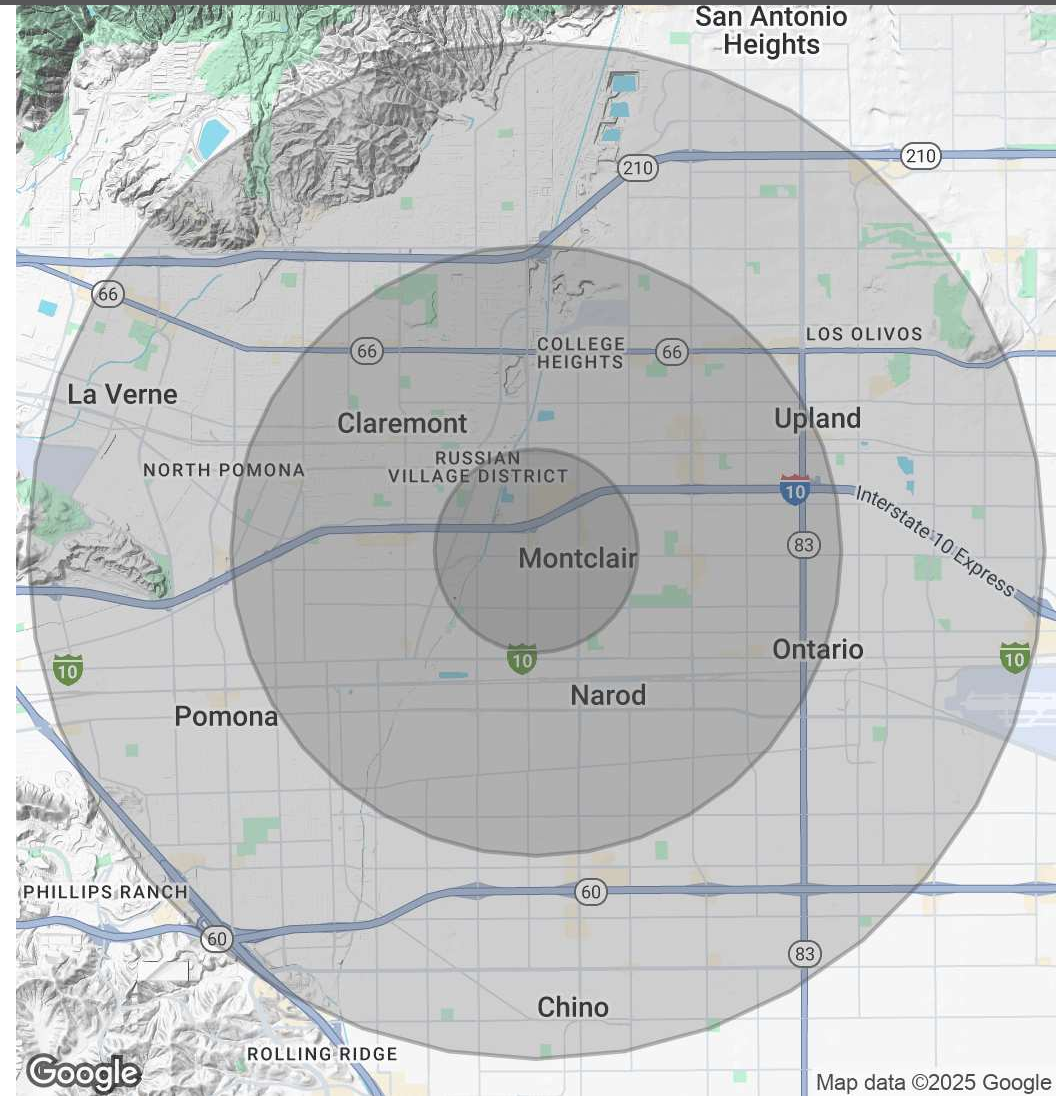 San Antonio
Heights
210
210
66
66
COLLEGE
HEIGHTS
66
LOS OLIVOS
La Verne
Claremont
Upland
RUSSIAN
VILLAGE DISTRICT
NORTH POMONA
10
Interstate 10 Express
83
Montclair
Ontario
10
10
10
Narod
Pomona
PHILLIPS RANCH
60
60
83
Chino
ROLLING RIDGE
Google
Map data ©2025 Google